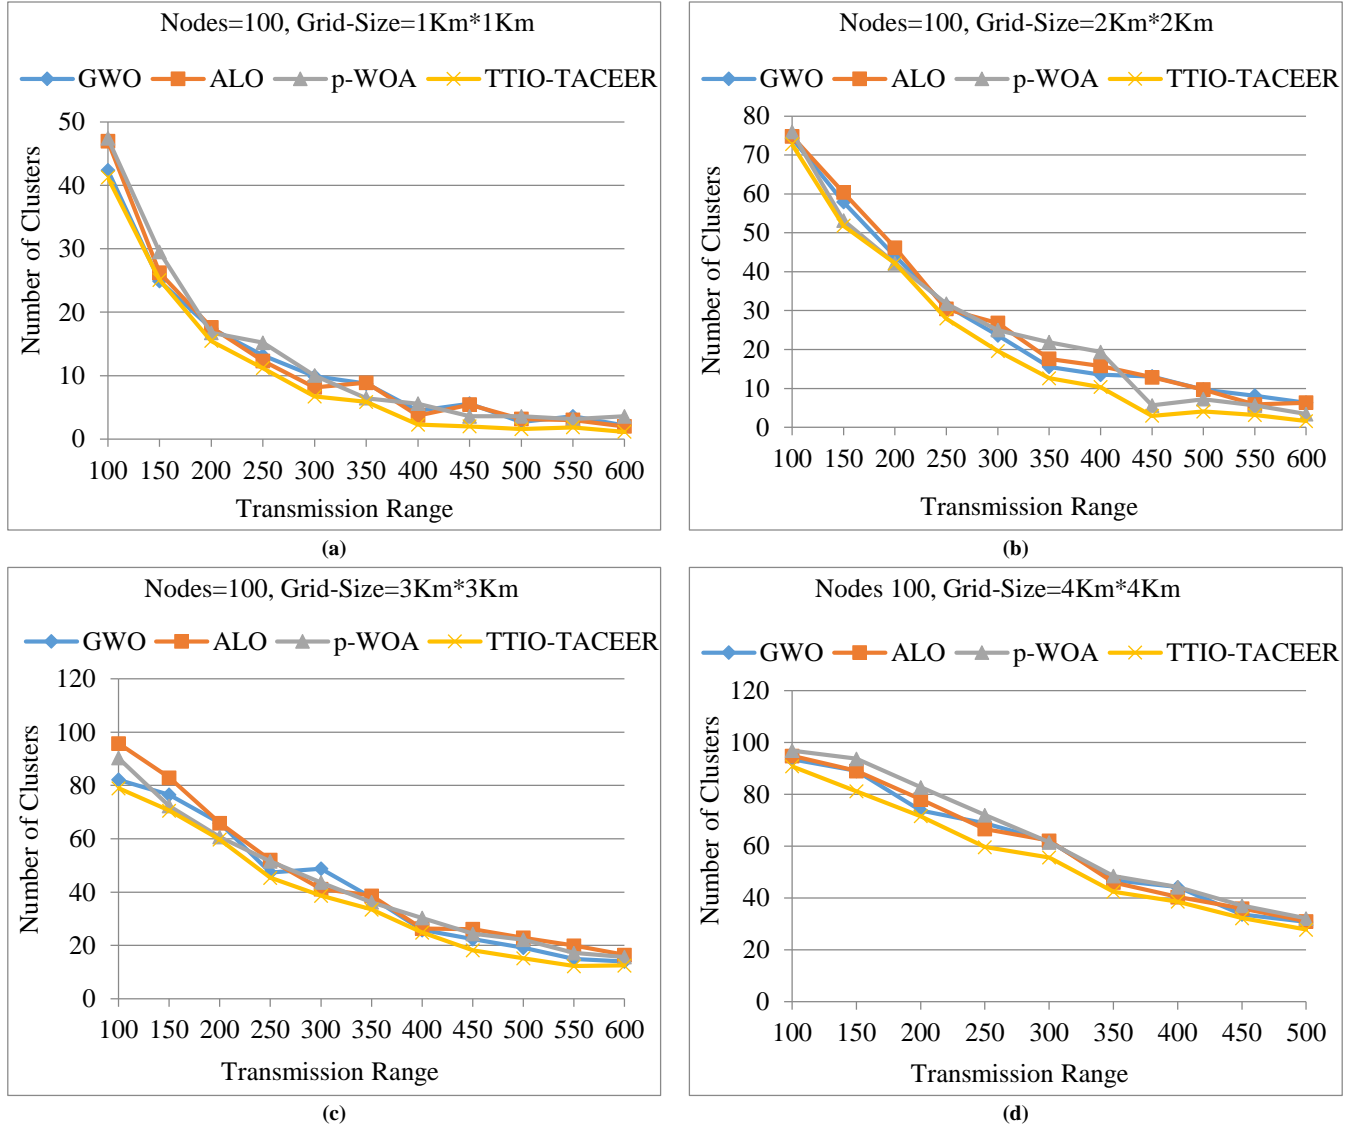 Nodes=100, Grid-Size=1Km*1Km
GWO ALO p-WOA TTIO-TACEER
50
40
30
20
10
0
Number of Clusters
100 150 200 250 300 350 400 450 500 550 600
Transmission Range
(a)
Nodes=100, Grid-Size=2Km*2Km
GWO ALO p-WOA TTIO-TACEER
80
70
60
50
40
30
20
10
0
Number of Clusters
100 150 200 250 300 350 400 450 500 550 600
Transmission Range
(b)
Nodes=100, Grid-Size=3Km*3Km
GWO ALO p-WOA TTIO-TACEER
120
100
80
60
40
20
0
Number of Clusters
100 150 200 250 300 350 400 450 500 550 600
Transmission Range
(c)
Nodes 100, Grid-Size=4Km*4Km
GWO ALO p-WOA TTIO-TACEER
120
100
80
60
40
20
0
Number of Clusters
100 150 200 250 300 350 400 450 500
Transmission Range
(d)